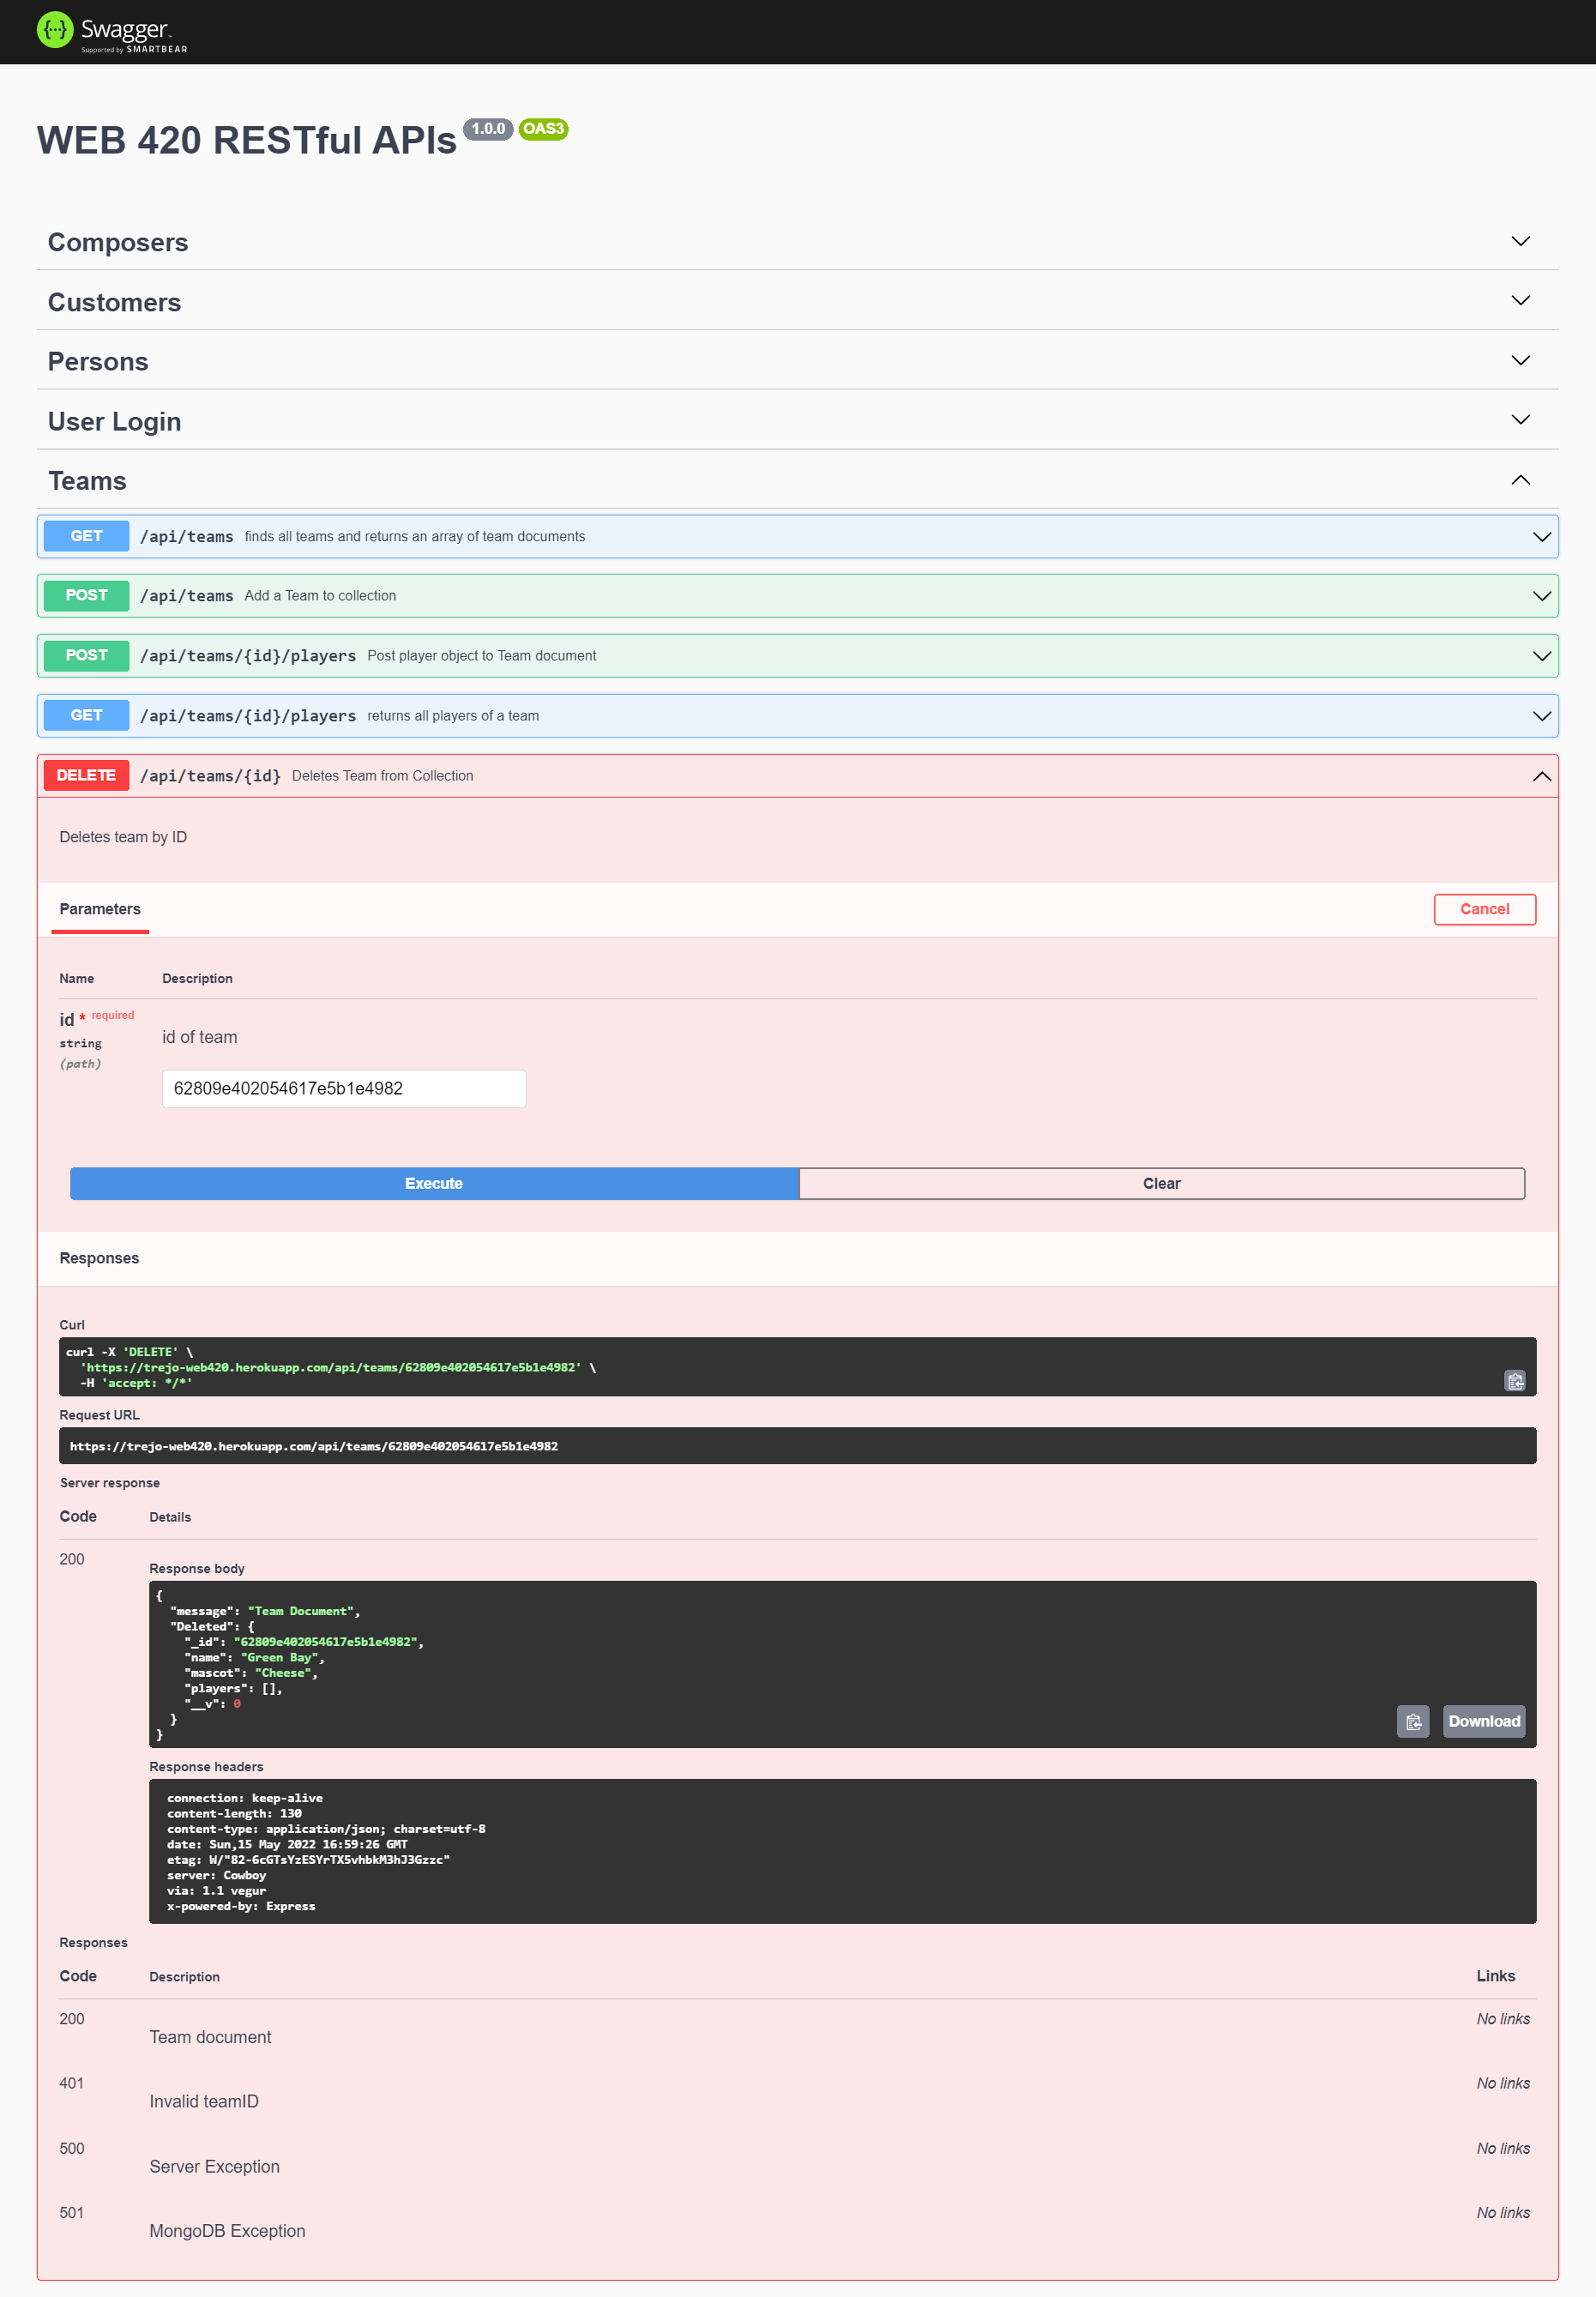 Swagger
Supported by SMARTBEAR
WEB 420 RESTful APIs 1.0.0 OAS3
Composers
Customers
Persons
User Login
Teams
GET /api/teams finds all teams and returns an array of team documents
POST /api/teams Add a Team to collection
POST /api/teams/{id}/players Post player object to Team document
GET /api/teams/{id}/players returns all players of a team
DELETE /api/teams/{id} Deletes Team from Collection
Deletes team by ID
Parameters Cancel
Name Description
id * required
string
(path)
id of team
62809e402054617e5b1e4982
Execute Clear
Responses
Curl
curl -X 'DELETE' \
'https://trejo-web420.herokuapp.com/api/teams/62809e402054617e5b1e4982' \
-H 'accept: */*'
Request URL
https://trejo-web420.herokuapp.com/api/teams/62809e402054617e5b1e4982
Server response
Code Details
200
Response body
{
"message": "Team Document",
"Deleted": {
"_id": "62809e402054617e5b1e4982",
"name": "Green Bay",
"mascot": "Cheese",
"players": [],
"__v": 0
}
}
Download
Response headers
connection: keep-alive
content-length: 130
content-type: application/json; charset=utf-8
date: Sun,15 May 2022 16:59:26 GMT
etag: W/"82-6cGTsYzESYrTX5vhbkM3hJ3Gzzc"
server: Cowboy
via: 1.1 vegur
x-powered-by: Express
Responses
Code Description Links
200 Team document No links
401 Invalid teamID No links
500 Server Exception No links
501 MongoDB Exception No links